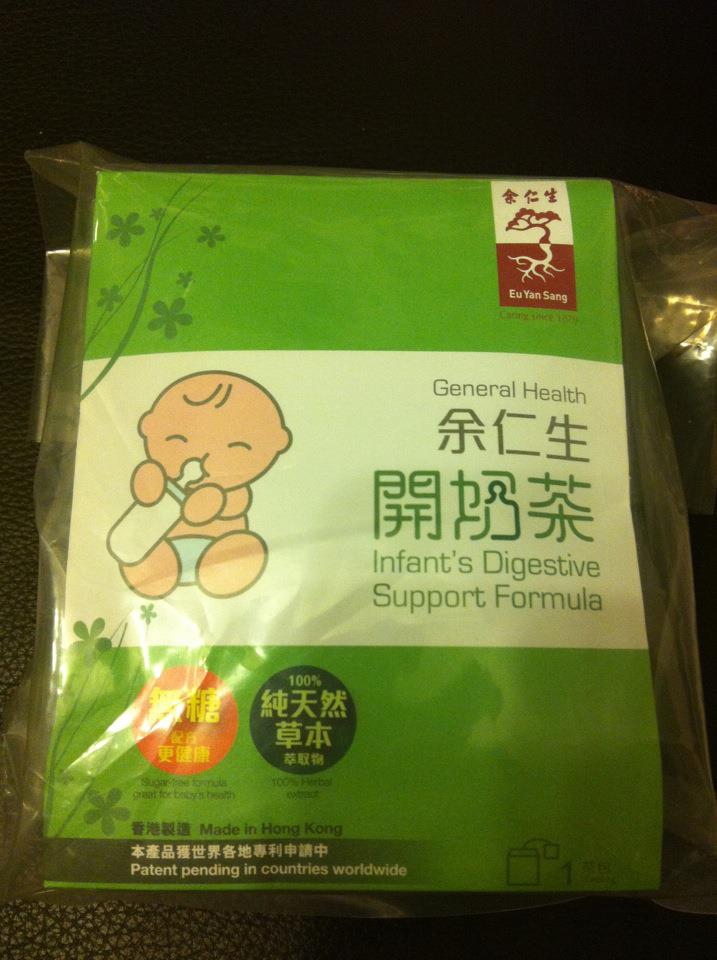 余仁生
Eu Yan Sang
Caring since 1879
General Health
余仁生
開奶茶
Infant's Digestive
Support Formula
無糖
配方
更健康
Sugar-free formula
great for baby's health
100%
純天然
草本
萃取物
100% Herbal
extract
香港製造 Made in Hong Kong
本產品獲世界各地專利申請中
Patent pending in countries worldwide
1 茶包